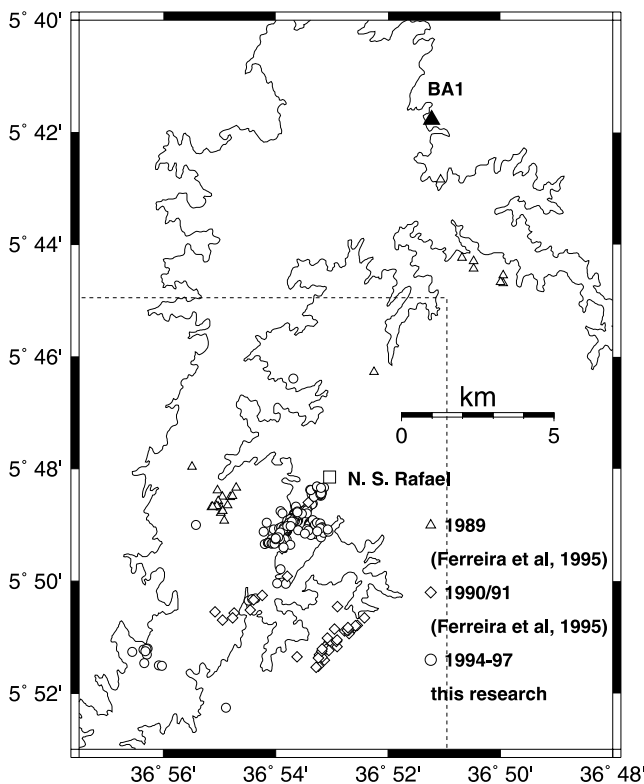 5° 40'
BA1
5° 42'
5° 44'
5° 46'
km
0 5
5° 48'
N. S. Rafael
1989
(Ferreira et al, 1995)
5° 50'
1990/91
(Ferreira et al, 1995)
1994-97
5° 52'
this research
36° 56' 36° 54' 36° 52' 36° 50' 36° 48'